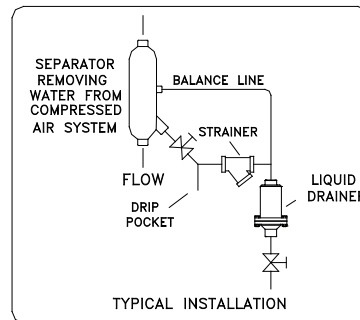 SEPARATOR
REMOVING
WATER FROM
COMPRESSED
AIR SYSTEM
BALANCE LINE
STRAINER
FLOW
DRIP
POCKET
LIQUID
DRAINER
TYPICAL INSTALLATION